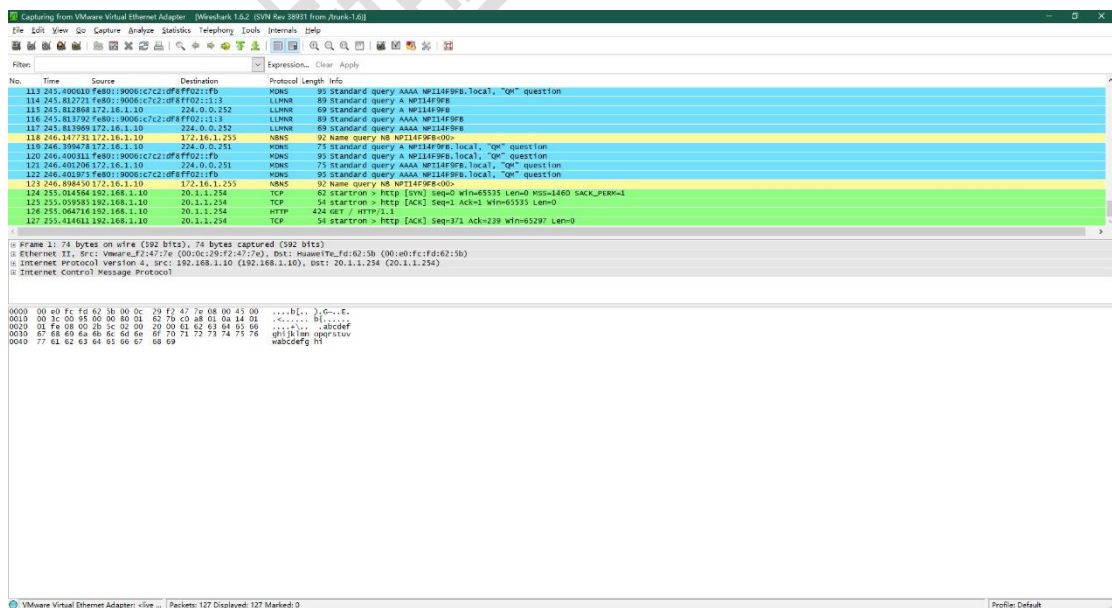 Capturing from VMware Virtual Ethernet Adapter [Wireshark 1.6.2 (SVN Rev 38931 from /trunk-1.6)]
File Edit View Go Capture Analyze Statistics Telephony Tools Internals Help
Filter: Expression... Clear Apply
No. Time Source Destination Protocol Length Info
113 245.400610 fe80::9006:c7c2:df8ff02::fb MDNS 95 Standard query AAAA NPI14F9FB.local, "QM" question
114 245.812721 fe80::9006:c7c2:df8ff02::1:3 LLMNR 89 Standard query A NPI14F9FB
115 245.812868 172.16.1.10 224.0.0.252 LLMNR 69 Standard query A NPI14F9FB
116 245.813792 fe80::9006:c7c2:df8ff02::1:3 LLMNR 89 Standard query AAAA NPI14F9FB
117 245.813969 172.16.1.10 224.0.0.252 LLMNR 69 Standard query AAAA NPI14F9FB
118 246.147731 172.16.1.10 172.16.1.255 NBNS 92 Name query NB NPI14F9FB<00>
119 246.399478 172.16.1.10 224.0.0.251 MDNS 75 Standard query A NPI14F9FB.local, "QM" question
120 246.400311 fe80::9006:c7c2:df8ff02::fb MDNS 95 Standard query A NPI14F9FB.local, "QM" question
121 246.401206 172.16.1.10 224.0.0.251 MDNS 75 Standard query AAAA NPI14F9FB.local, "QM" question
122 246.401975 fe80::9006:c7c2:df8ff02::fb MDNS 95 Standard query AAAA NPI14F9FB.local, "QM" question
123 246.898450 172.16.1.10 172.16.1.255 NBNS 92 Name query NB NPI14F9FB<00>
124 255.014564 192.168.1.10 20.1.1.254 TCP 62 startron > http [SYN] Seq=0 Win=65535 Len=0 MSS=1460 SACK_PERM=1
125 255.059585 192.168.1.10 20.1.1.254 TCP 54 startron > http [ACK] Seq=1 Ack=1 Win=65535 Len=0
126 255.064716 192.168.1.10 20.1.1.254 HTTP 424 GET / HTTP/1.1
127 255.414611 192.168.1.10 20.1.1.254 TCP 54 startron > http [ACK] Seq=371 Ack=239 Win=65297 Len=0
Frame 1: 74 bytes on wire (592 bits), 74 bytes captured (592 bits)
Ethernet II, Src: Vmware_f2:47:7e (00:0c:29:f2:47:7e), Dst: HuaweiTe_fd:62:5b (00:e0:fc:fd:62:5b)
Internet Protocol Version 4, Src: 192.168.1.10 (192.168.1.10), Dst: 20.1.1.254 (20.1.1.254)
Internet Control Message Protocol
0000 00 e0 fc fd 62 5b 00 0c 29 f2 47 7e 08 00 45 00 ....b[.. ).G~..E.
0010 00 3c 00 95 00 00 80 01 62 7b c0 a8 01 0a 14 01 .<...... b{......
0020 01 fe 08 00 2b 5c 02 00 20 00 61 62 63 64 65 66 ....+\.. .abcdef
0030 67 68 69 6a 6b 6c 6d 6e 6f 70 71 72 73 74 75 76 ghijklmn opqrstuv
0040 77 61 62 63 64 65 66 67 68 69 wabcdefg hi
VMware Virtual Ethernet Adapter: <live ... Packets: 127 Displayed: 127 Marked: 0 Profile: Default